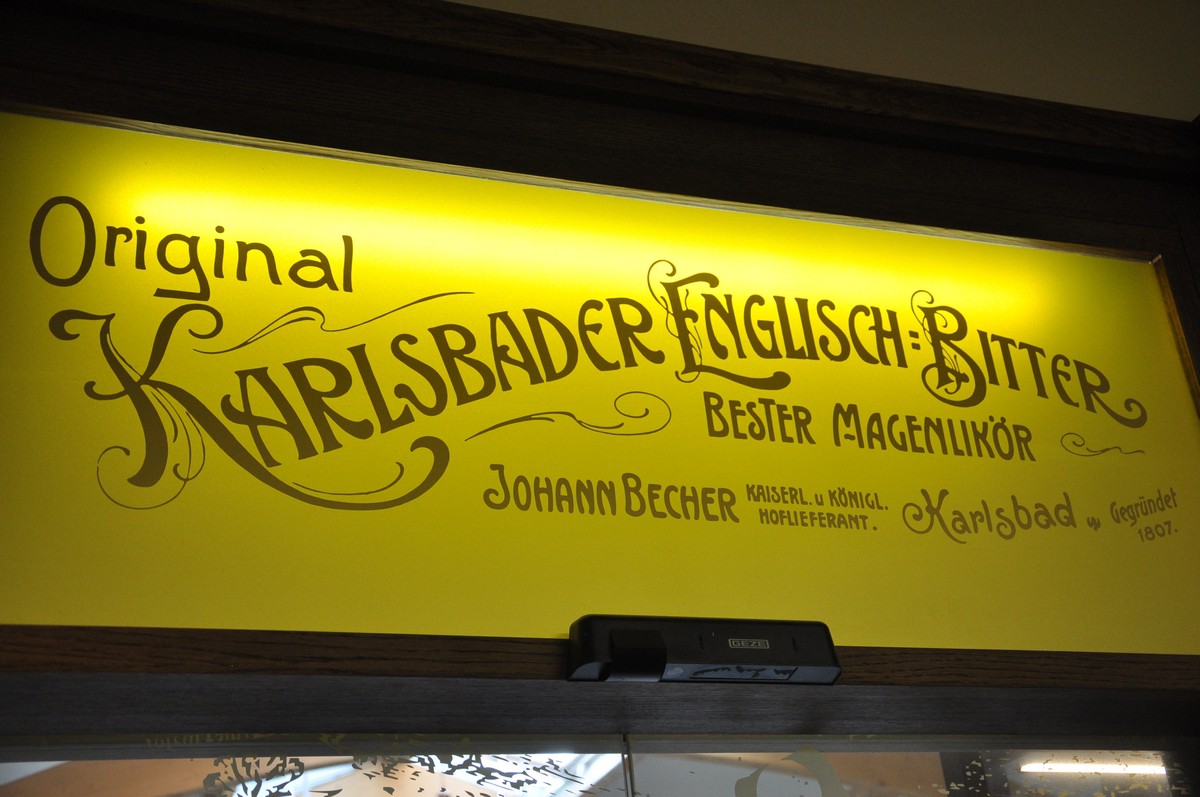 Original
KARLSBADER ENGLISCH=BITTER
BESTER MAGENLIKÖR
JOHANN BECHER KAISERL. u KÖNIGL. HOFLIEFERANT. Karlsbad Gegründet 1807.
GEZE